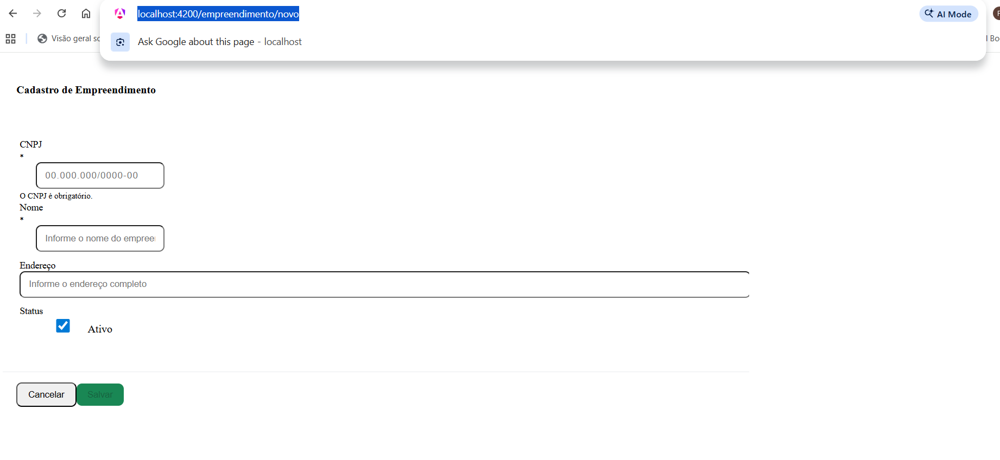 localhost:4200/empreendimento/novo
AI Mode
Visão geral sc
Ask Google about this page - localhost
l Bo
Cadastro de Empreendimento
CNPJ
*
00.000.000/0000-00
O CNPJ é obrigatório.
Nome
*
Informe o nome do empree
Endereço
Informe o endereço completo
Status
Ativo
Cancelar
Salvar